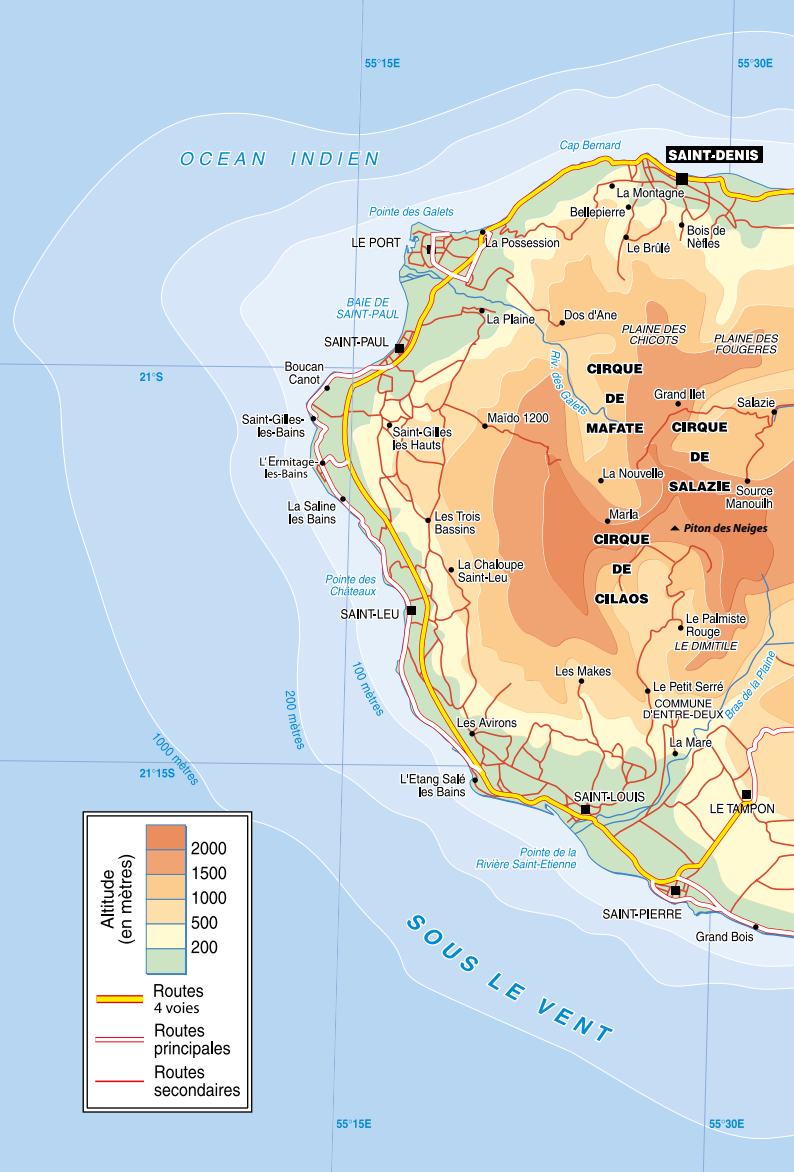 55°15E
55°30E
Cap Bernard
OCEAN INDIEN
SAINT-DENIS
La Montagne
Pointe des Galets
Bellepierre
Bois de
Nèfles
LE PORT
La Possession
Le Brûlé
BAIE DE
SAINT-PAUL
La Plaine
Dos d'Ane
PLAINE DES
CHICOTS
PLAINE DES
FOUGERES
SAINT-PAUL
Riv. des Galets
Boucan
Canot
21°S
CIRQUE
DE
MAFATE
Grand Ilet
Salazie
Saint-Gilles-
les-Bains
Saint-Gilles
les Hauts
Maïdo 1200
CIRQUE
DE
SALAZIE
L'Ermitage-
les-Bains
La Nouvelle
Source
Manouilh
La Saline
les Bains
Les Trois
Bassins
Marla
Piton des Neiges
CIRQUE
DE
CILAOS
La Chaloupe
Saint-Leu
Pointe des
Châteaux
SAINT-LEU
Le Palmiste
Rouge
LE DIMITILE
100 mètres
200 mètres
1000 mètres
Les Makes
Le Petit Serré
COMMUNE
D'ENTRE-DEUX
Bras de la Plaine
Les Avirons
La Mare
21°15S
L'Etang Salé
les Bains
SAINT-LOUIS
LE TAMPON
Pointe de la
Rivière Saint-Etienne
SAINT-PIERRE
Grand Bois
SOUS LE VENT
Altitude
(en mètres)
2000
1500
1000
500
200
Routes
4 voies
Routes
principales
Routes
secondaires
55°15E
55°30E